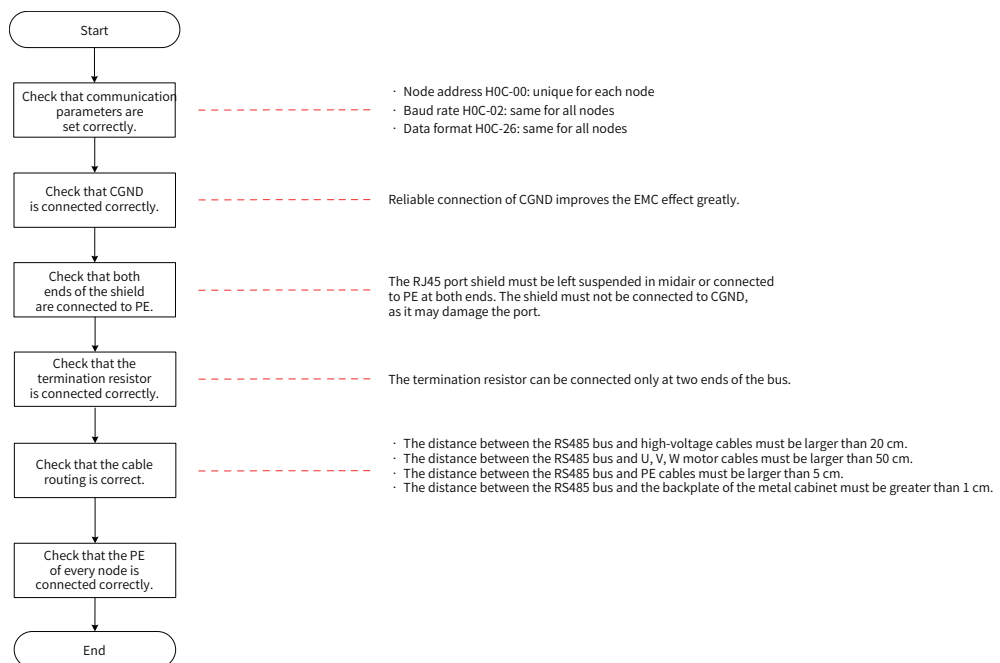 Start
Check that communication
parameters are
set correctly.
· Node address H0C-00: unique for each node
· Baud rate H0C-02: same for all nodes
· Data format H0C-26: same for all nodes
Check that CGND
is connected correctly.
Reliable connection of CGND improves the EMC effect greatly.
Check that both
ends of the shield
are connected to PE.
The RJ45 port shield must be left suspended in midair or connected
to PE at both ends. The shield must not be connected to CGND,
as it may damage the port.
Check that the
termination resistor
is connected correctly.
The termination resistor can be connected only at two ends of the bus.
Check that the cable
routing is correct.
· The distance between the RS485 bus and high-voltage cables must be larger than 20 cm.
· The distance between the RS485 bus and U, V, W motor cables must be larger than 50 cm.
· The distance between the RS485 bus and PE cables must be larger than 5 cm.
· The distance between the RS485 bus and the backplate of the metal cabinet must be greater than 1 cm.
Check that the PE
of every node is
connected correctly.
End